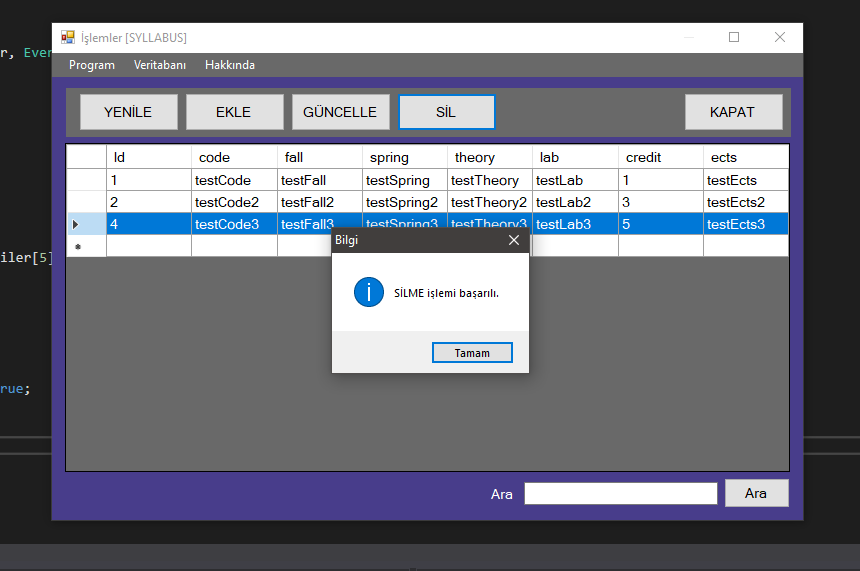 İşlemler [SYLLABUS]
r, Even
Program Veritabanı Hakkında
YENİLE EKLE GÜNCELLE SİL KAPAT
Id code fall spring theory lab credit ects
1 testCode testFall testSpring testTheory testLab 1 testEcts
2 testCode2 testFall2 testSpring2 testTheory2 testLab2 3 testEcts2
4 testCode3 testFall3 testSpring3 testTheory3 testLab3 5 testEcts3
Bilgi
iler[5]
SİLME işlemi başarılı.
Tamam
rue;
Ara Ara